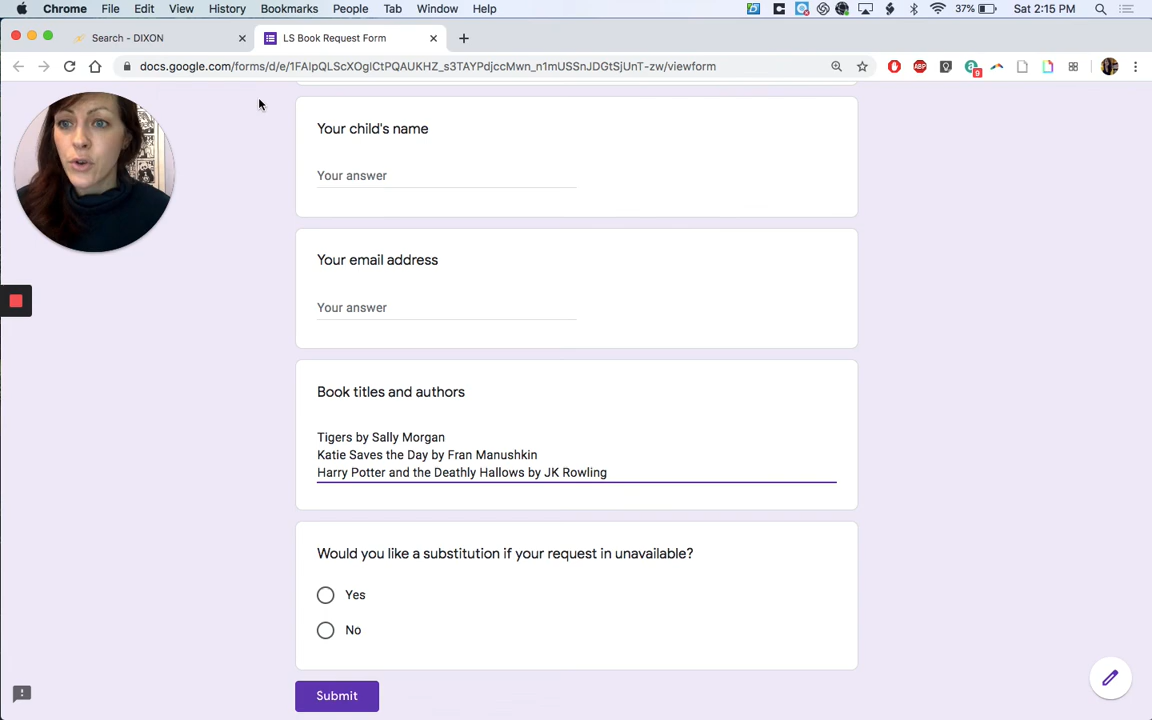 Chrome File Edit View History Bookmarks People Tab Window Help 37% Sat 2:15 PM
Search - DIXON LS Book Request Form
docs.google.com/forms/d/e/1FAIpQLScXOglCtPQAUKHZ_s3TAYPdjccMwn_n1mUSSnJDGtSjUnT-zw/viewform
ABP
9
Your child's name
Your answer
Your email address
Your answer
Book titles and authors
Tigers by Sally Morgan
Katie Saves the Day by Fran Manushkin
Harry Potter and the Deathly Hallows by JK Rowling
Would you like a substitution if your request in unavailable?
Yes
No
Submit